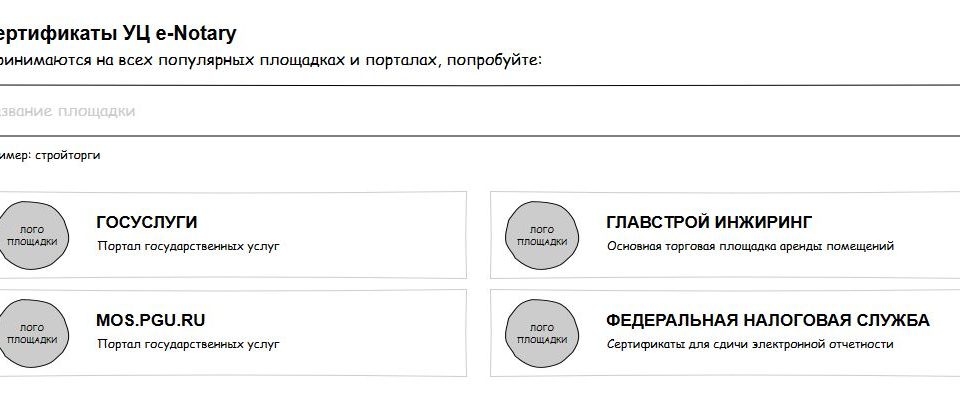 ертификаты УЦ e-Notary
ринимаются на всех популярных площадках и порталах, попробуйте:
азвание площадки
имер: стройторги
ЛОГО
ПЛОЩАДКИ
ГОСУСЛУГИ
Портал государственных услуг
ЛОГО
ПЛОЩАДКИ
ГЛАВСТРОЙ ИНЖИРИНГ
Основная торговая площадка аренды помещений
ЛОГО
ПЛОЩАДКИ
MOS.PGU.RU
Портал государственных услуг
ЛОГО
ПЛОЩАДКИ
ФЕДЕРАЛЬНАЯ НАЛОГОВАЯ СЛУЖБА
Сертификаты для сдичи электронной отчетности